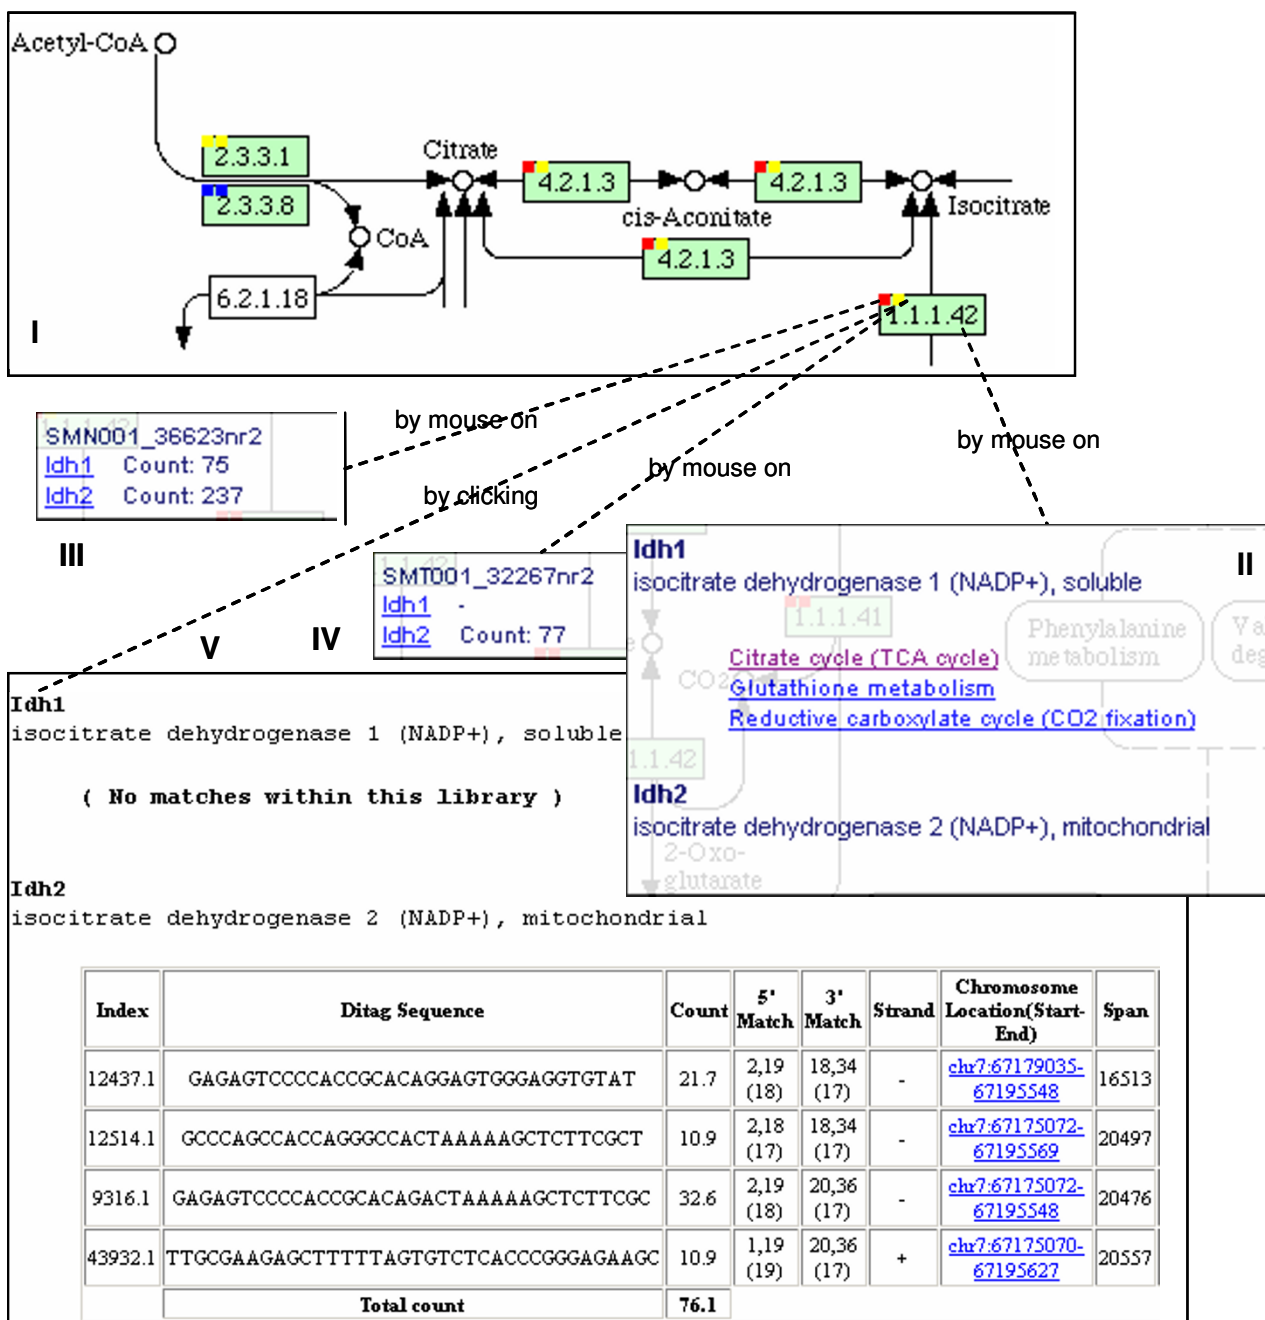 Acetyl-CoA
2.3.3.1
2.3.3.8
Citrate
4.2.1.3
4.2.1.3
cis-Aconitate
Isocitrate
CoA
4.2.1.3
6.2.1.18
1.1.1.42
I
by mouse on
by mouse on
by mouse on
by clicking
SMN001_36623nr2
Idh1 Count: 75
Idh2 Count: 237
III
SMT001_32267nr2
Idh1 -
Idh2 Count: 77
IV
V
Idh1
isocitrate dehydrogenase 1 (NADP+), soluble
II
1.1.1.41
Phenylalanine
metabolism
Va
deg
Citrate cycle (TCA cycle)
CO2
Glutathione metabolism
Reductive carboxylate cycle (CO2 fixation)
1.1.42
Idh2
isocitrate dehydrogenase 2 (NADP+), mitochondrial
2-Oxo-
glutarate
Idh1
isocitrate dehydrogenase 1 (NADP+), soluble
( No matches within this library )
Idh2
isocitrate dehydrogenase 2 (NADP+), mitochondrial
Index Ditag Sequence Count 5' Match 3' Match Strand Chromosome Location(Start-End) Span
12437.1 GAGAGTCCCCACCGCACAGGAGTGGGAGGTGTAT 21.7 2,19 (18) 18,34 (17) - chr7:67179035-67195548 16513
12514.1 GCCCAGCCACCAGGGCCACTAAAAAGCTCTTCGCT 10.9 2,18 (17) 18,34 (17) - chr7:67175072-67195569 20497
9316.1 GAGAGTCCCCACCGCACAGACTAAAAAGCTCTTCGC 32.6 2,19 (18) 20,36 (17) - chr7:67175072-67195548 20476
43932.1 TTGCGAAGAGCTTTTTAGTGTCTCACCCGGGAGAAGC 10.9 1,19 (19) 20,36 (17) + chr7:67175070-67195627 20557
Total count 76.1